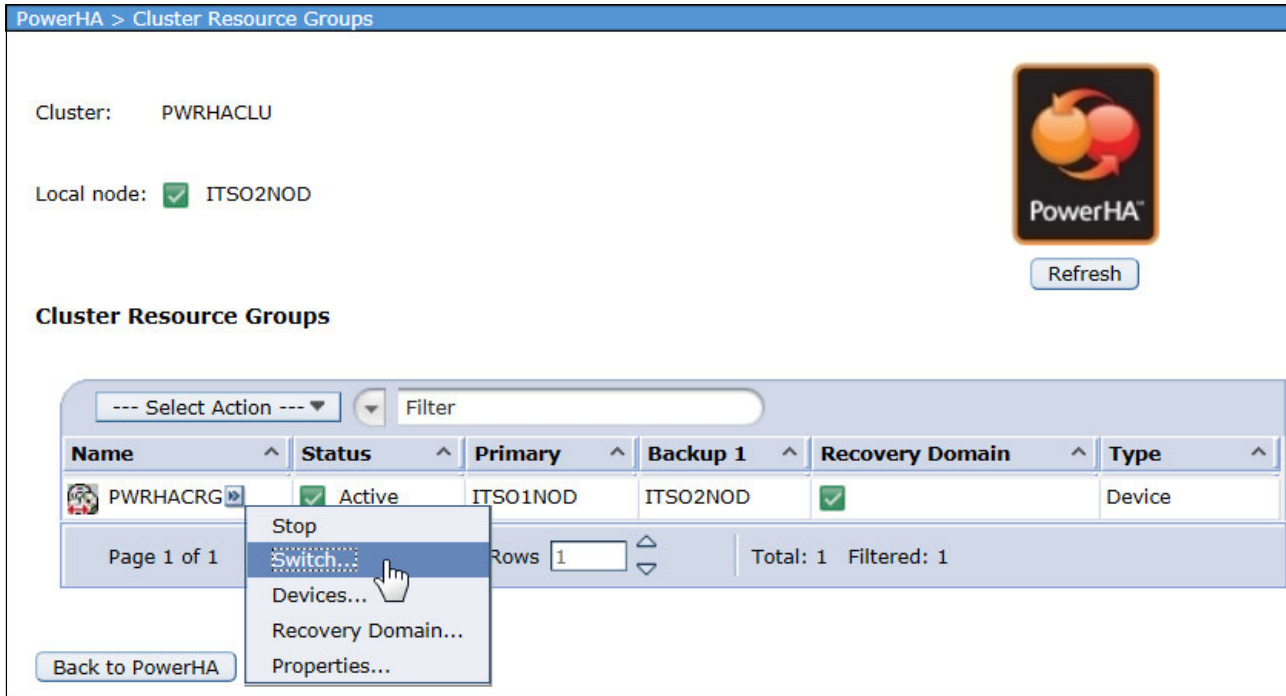 PowerHA > Cluster Resource Groups
Cluster: PWRHACLU
Local node: ITSO2NOD
PowerHA™
Refresh
Cluster Resource Groups
--- Select Action --- Filter
Name Status Primary Backup 1 Recovery Domain Type
PWRHACRG Active ITSO1NOD ITSO2NOD Device
Stop
Page 1 of 1 Switch... Rows 1 Total: 1 Filtered: 1
Devices...
Recovery Domain...
Back to PowerHA Properties...